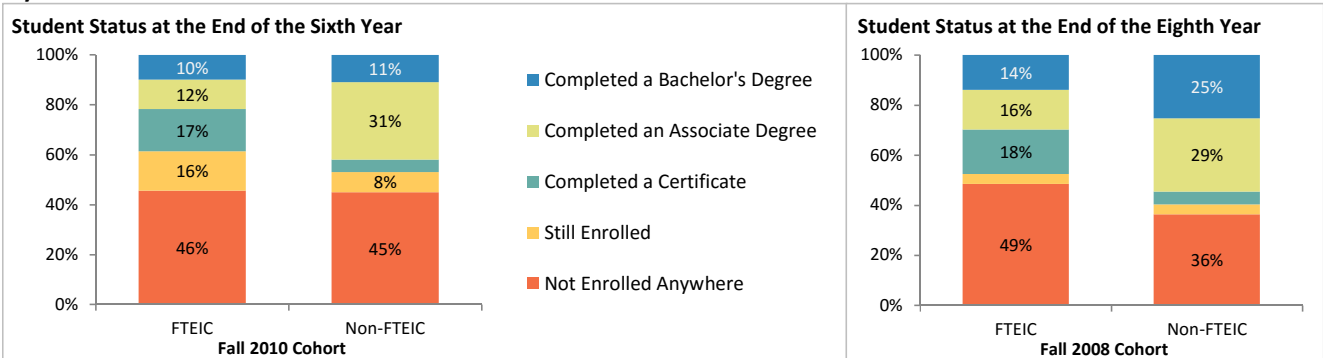 Student Status at the End of the Sixth Year
100%
80%
60%
40%
20%
0%
10%
12%
17%
16%
46%
11%
31%
8%
45%
FTEIC
Non-FTEIC
Fall 2010 Cohort
Completed a Bachelor's Degree
Completed an Associate Degree
Completed a Certificate
Still Enrolled
Not Enrolled Anywhere
Student Status at the End of the Eighth Year
100%
80%
60%
40%
20%
0%
14%
16%
18%
49%
25%
29%
36%
FTEIC
Non-FTEIC
Fall 2008 Cohort